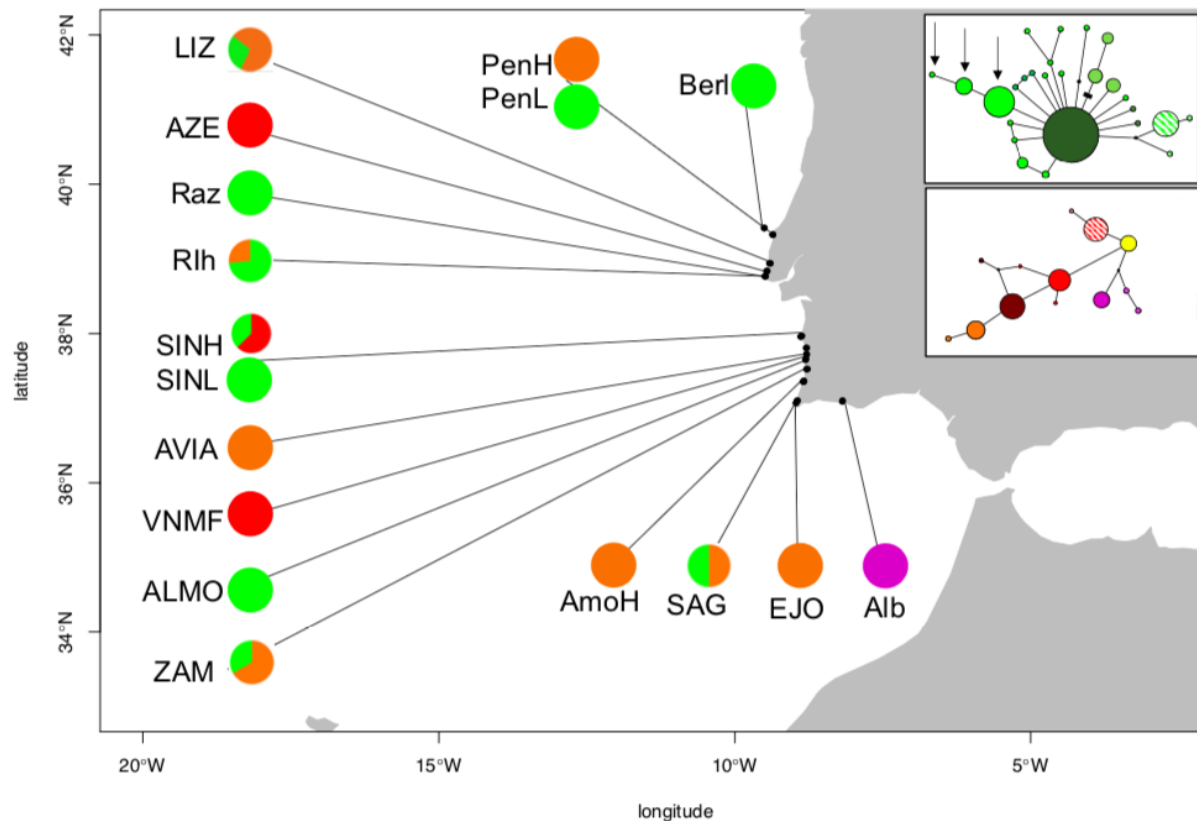 42°N
40°N
38°N
36°N
34°N
latitude
LIZ
AZE
Raz
RIh
SINH
SINL
AVIA
VNMF
ALMO
ZAM
PenH
PenL
Berl
AmoH
SAG
EJO
Alb
20°W
15°W
10°W
5°W
longitude